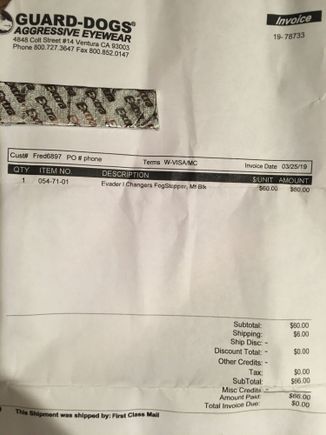 GUARD-DOGS®
AGGRESSIVE EYEWEAR
4848 Colt Street #14 Ventura CA 93003
Phone 800.727.3647 Fax 800.852.0147
Invoice
19- 78733
Extra Extra Extra
Cust# Fred6897 PO # phone Terms W-VISA/MC Invoice Date 03/25/19
QTY ITEM NO. DESCRIPTION $/UNIT AMOUNT
1 054-71-01 Evader I Changers FogStopper, Mt Blk $60.00 $60.00
Subtotal: $60.00
Shipping: $6.00
Ship Disc: -
Discount Total: - $0.00
Other Credits: -
Tax: $0.00
SubTotal: $66.00
Misc Credits -
Amount Paid: $66.00
Total Invoice Due: $0.00
This Shipment was shipped by: First Class Mail